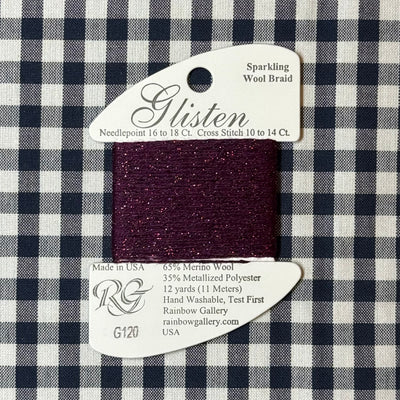 Sparkling
Wool Braid
Glisten
Needlepoint 16 to 18 Ct. Cross Stitch 10 to 14 Ct.
Made in USA
65% Merino Wool
35% Metallized Polyester
12 yards (11 Meters)
Hand Washable, Test First
Rainbow Gallery
rainbowgallery.com
USA
RG
G120